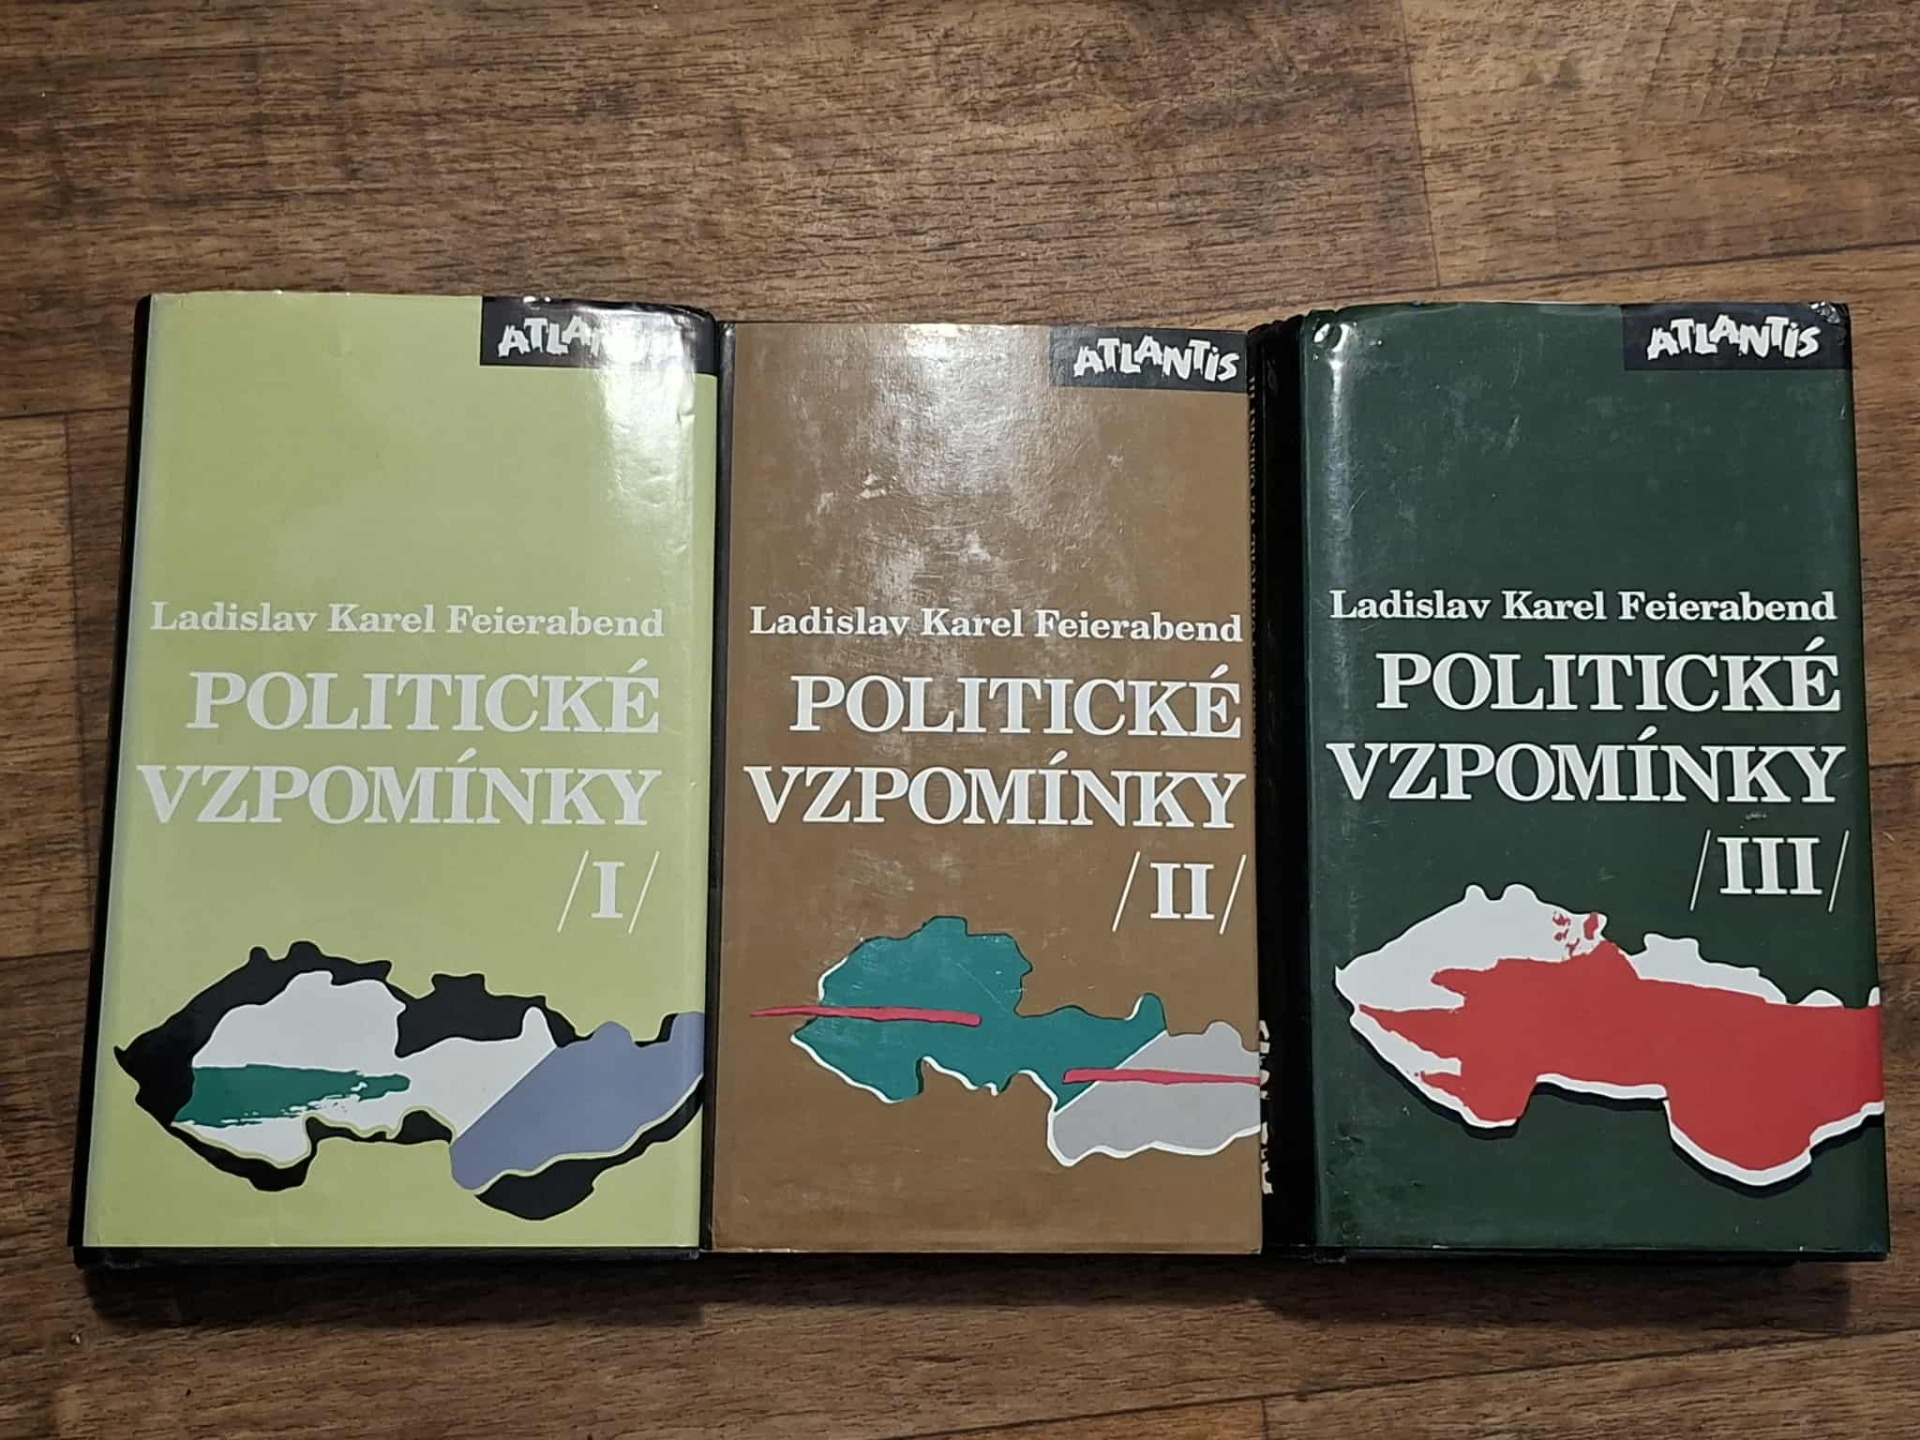 ATLANTIS
Ladislav Karel Feierabend
POLITICKÉ
VZPOMÍNKY
/I/
ATLANTIS
Ladislav Karel Feierabend
POLITICKÉ
VZPOMÍNKY
/II/
ATLANTIS
Ladislav Karel Feierabend
POLITICKÉ
VZPOMÍNKY
/III/